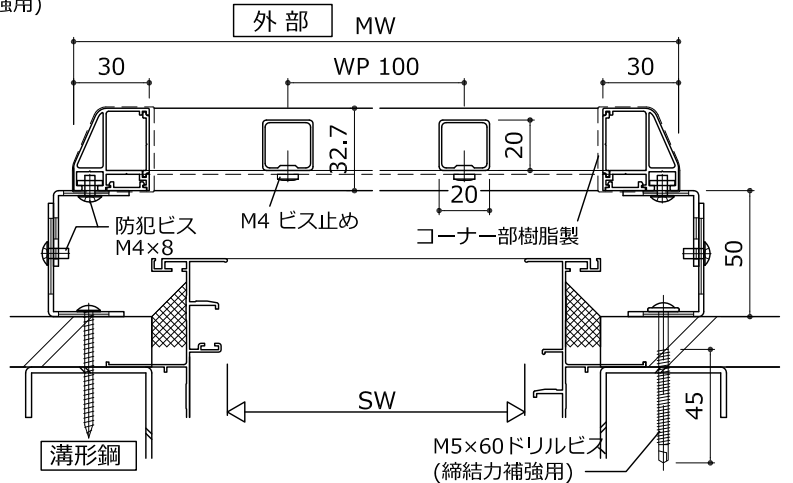 強用)
外 部
MW
30
WP 100
30
32.7
20
20
防犯ビス
M4×8
M4 ビス止め
コーナー部樹脂製
50
SW
45
溝形鋼
M5×60ドリルビス
(締結力補強用)